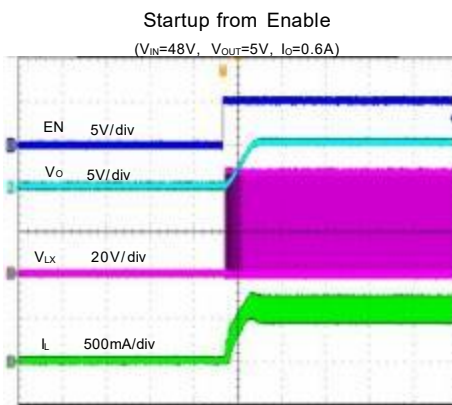 Startup from Enable
(VIN=48V, VOUT=5V, IO=0.6A)
EN 5V/div
VO 5V/div
VLX 20V/div
IL 500mA/div